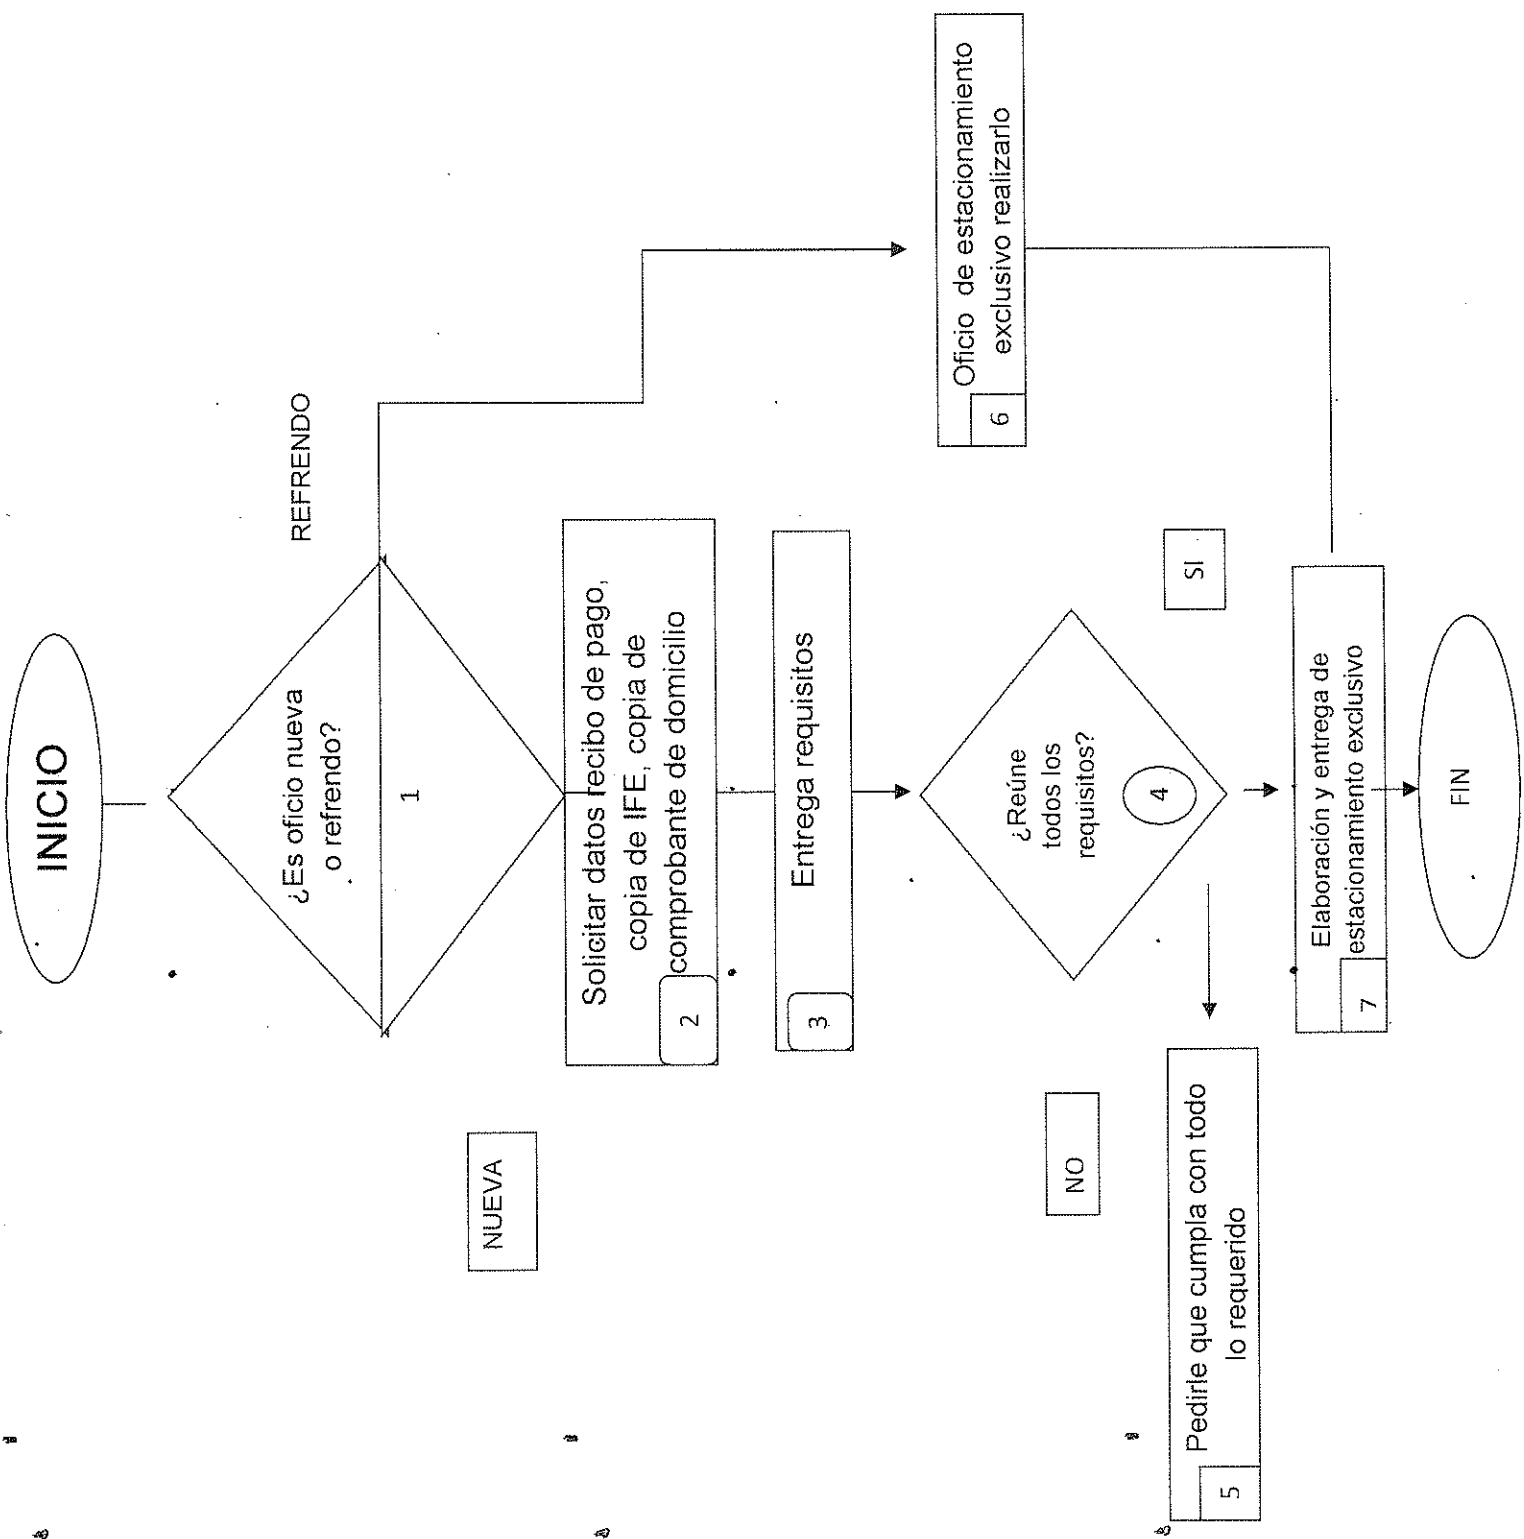 INICIO
¿Es oficio nueva
o refrendo?
1
REFRENDO
NUEVA
Solicitar datos recibo de pago,
copia de IFE, copia de
comprobante de domicilio
2
Entrega requisitos
3
¿Reúne
todos los
requisitos?
4
NO
SI
Pedirle que cumpla con todo
lo requerido
5
Oficio de estacionamiento
exclusivo realizarlo
6
Elaboración y entrega de
estacionamiento exclusivo
7
FIN